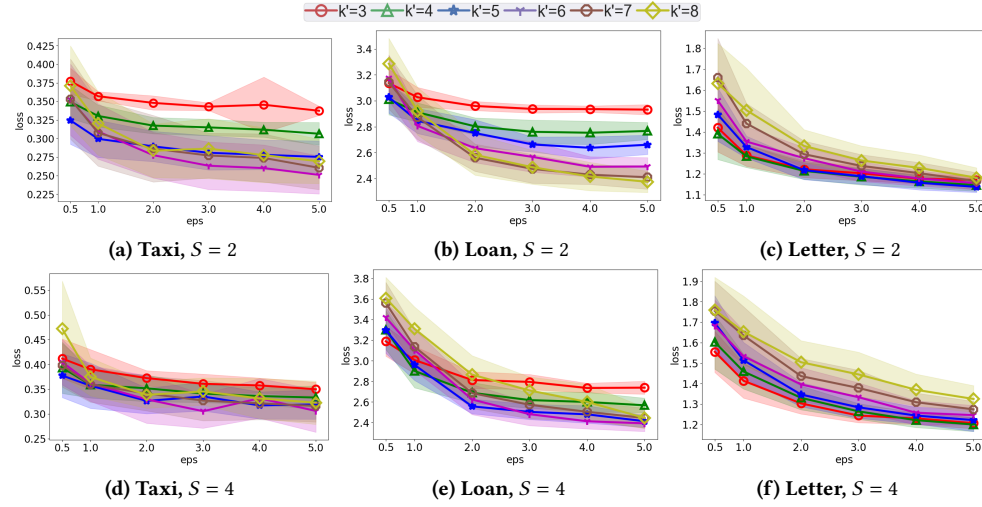 k'=3 k'=4 k'=5 k'=6 k'=7 k'=8
0.425
0.400
0.375
0.350
0.325
0.300
0.275
0.250
0.225
loss
0.5 1.0 2.0 3.0 4.0 5.0
eps
(a) Taxi, S = 2
3.4
3.2
3.0
2.8
2.6
2.4
loss
0.5 1.0 2.0 3.0 4.0 5.0
eps
(b) Loan, S = 2
1.8
1.7
1.6
1.5
1.4
1.3
1.2
1.1
loss
0.5 1.0 2.0 3.0 4.0 5.0
eps
(c) Letter, S = 2
0.55
0.50
0.45
0.40
0.35
0.30
0.25
loss
0.5 1.0 2.0 3.0 4.0 5.0
eps
(d) Taxi, S = 4
3.8
3.6
3.4
3.2
3.0
2.8
2.6
2.4
loss
0.5 1.0 2.0 3.0 4.0 5.0
eps
(e) Loan, S = 4
1.9
1.8
1.7
1.6
1.5
1.4
1.3
1.2
loss
0.5 1.0 2.0 3.0 4.0 5.0
eps
(f) Letter, S = 4